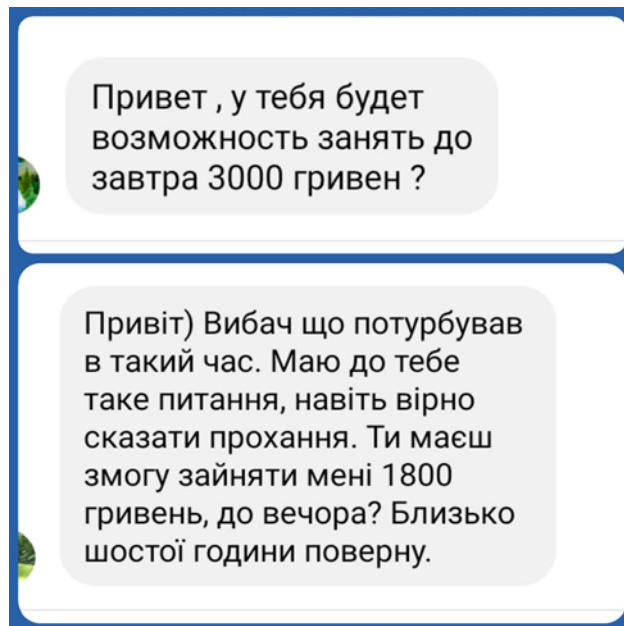 Привет , у тебя будет
возможность занять до
завтра 3000 гривен ?
Привіт) Вибач що потурбував
в такий час. Маю до тебе
таке питання, навіть вірно
сказати прохання. Ти маєш
змогу зайняти мені 1800
гривень, до вечора? Близько
шостої години поверну.